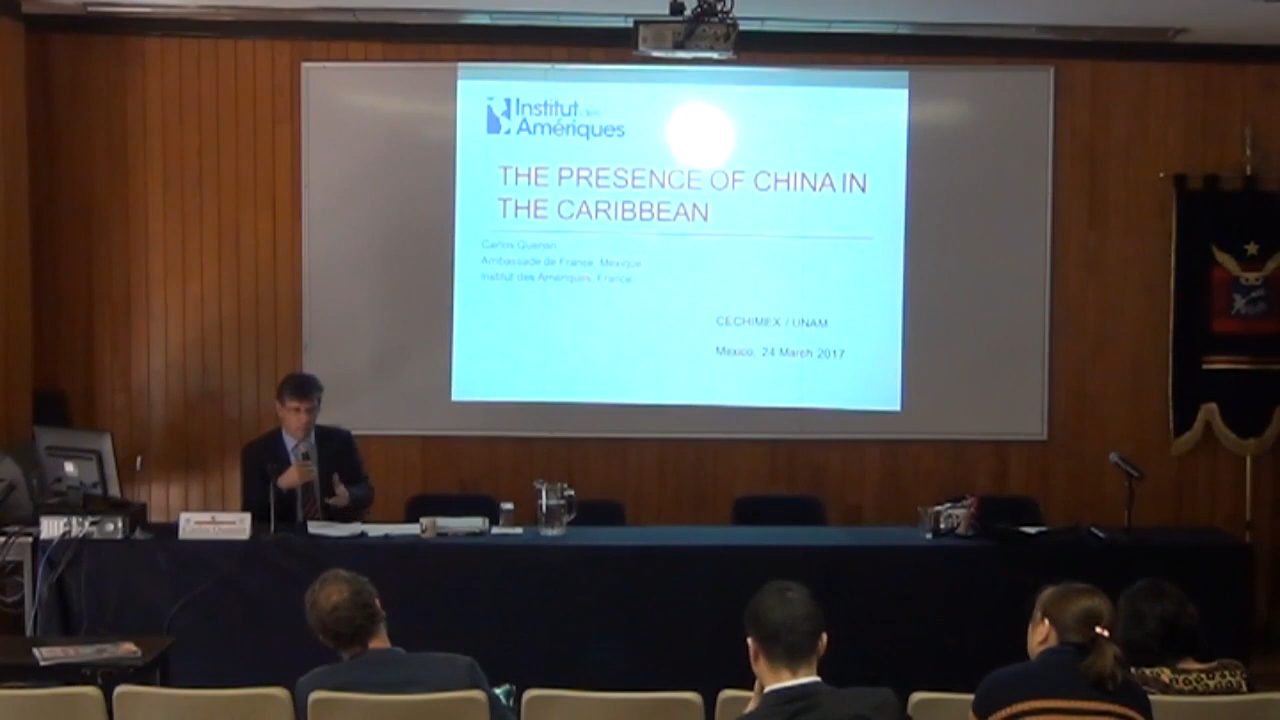 Institut des
Amériques
THE PRESENCE OF CHINA IN
THE CARIBBEAN
Carlos Quenan
Ambassade de France, Mexique
Institut des Amériques, France
CECHIMEX / UNAM
Mexico, 24 March 2017